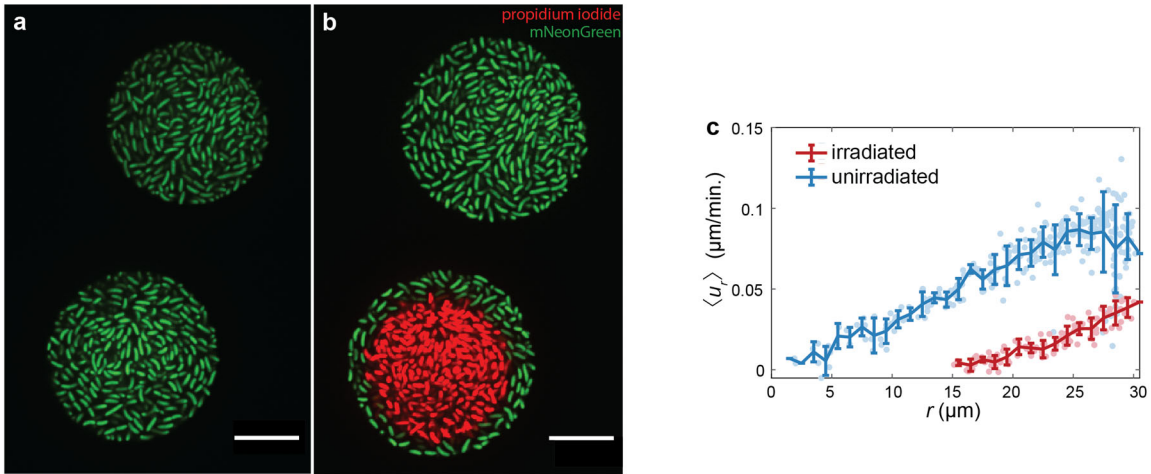 a
b
propidium iodide
mNeonGreen
c
irradiated
unirradiated
⟨uᵣ⟩ (μm/min.)
0.15
0.1
0.05
0
0 5 10 15 20 25 30
r (μm)